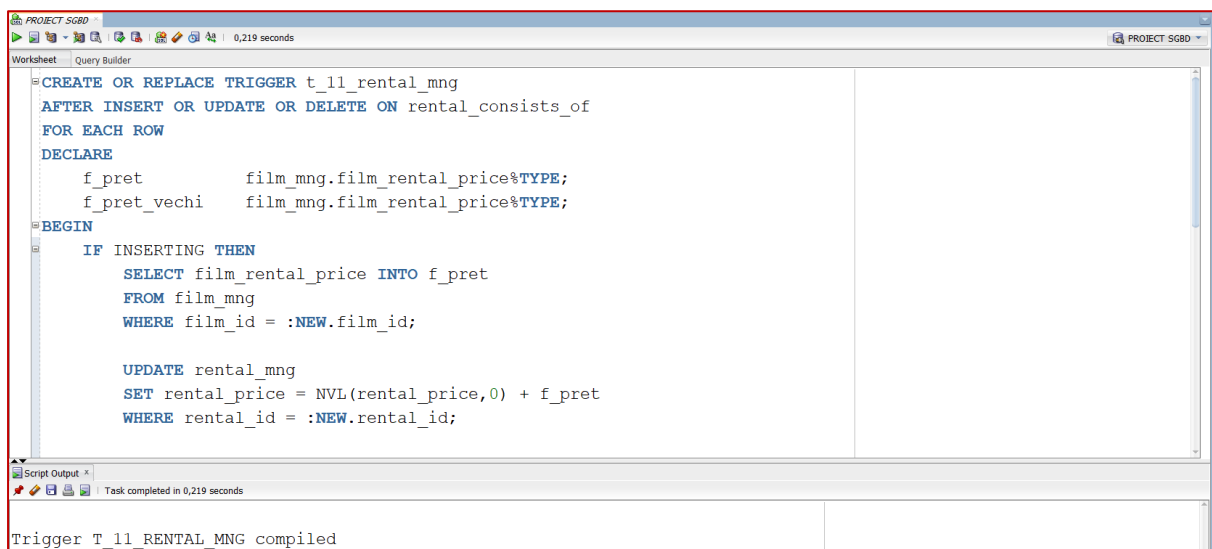 PROIECT SGBD
0,219 seconds
PROIECT SGBD
Worksheet Query Builder
CREATE OR REPLACE TRIGGER t_11_rental_mng
AFTER INSERT OR UPDATE OR DELETE ON rental_consists_of
FOR EACH ROW
DECLARE
f_pret film_mng.film_rental_price%TYPE;
f_pret_vechi film_mng.film_rental_price%TYPE;
BEGIN
IF INSERTING THEN
SELECT film_rental_price INTO f_pret
FROM film_mng
WHERE film_id = :NEW.film_id;
UPDATE rental_mng
SET rental_price = NVL(rental_price,0) + f_pret
WHERE rental_id = :NEW.rental_id;
Script Output x
Task completed in 0,219 seconds
Trigger T_11_RENTAL_MNG compiled